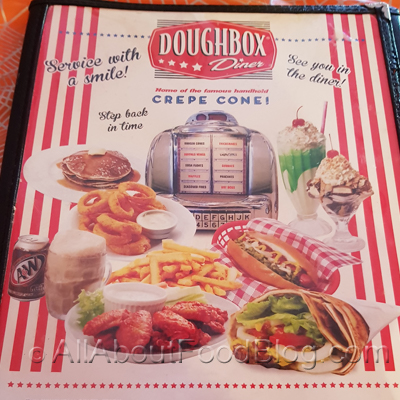 DOUGHBOX
Diner
Service with
a smile!
See you in
the diner!
Home of the famous handheld
CREPE CONE!
Step back
in time
DEFGHJK
A&W
©AllAboutFoodBlog.com